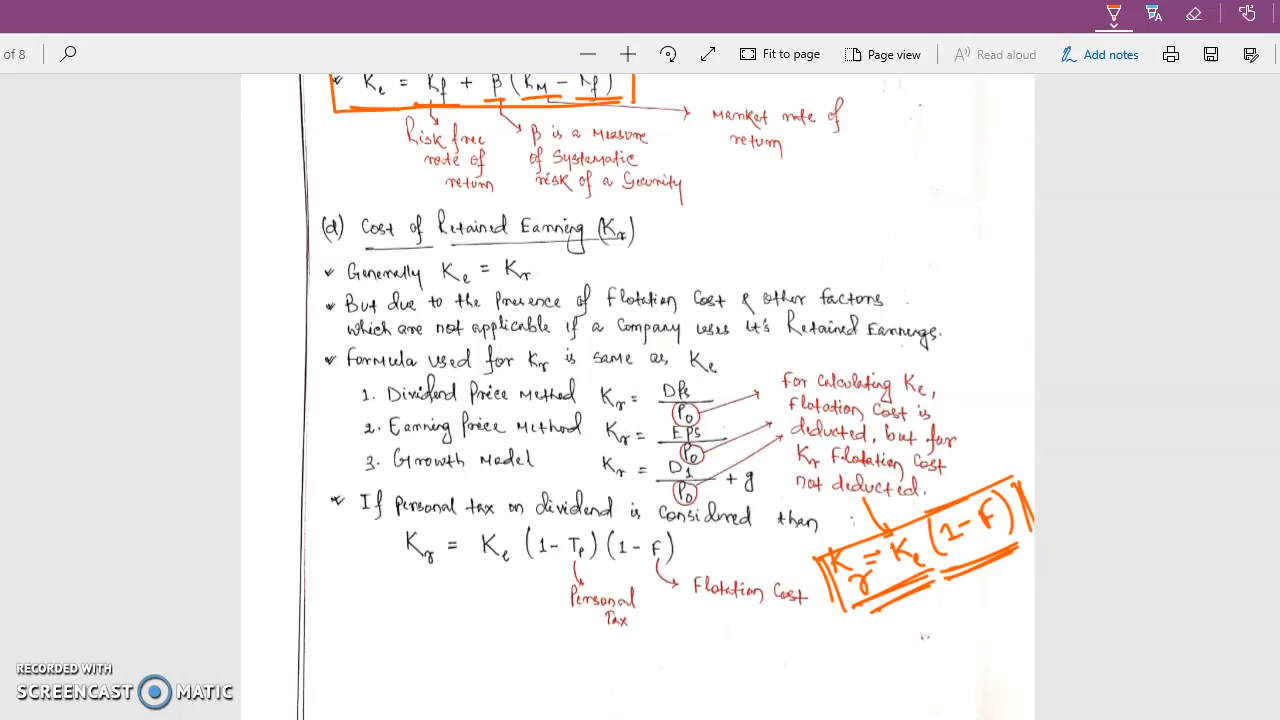 of 8
Fit to page
Page view
Read aloud
Add notes
Ke = Kf + β (KM − Kf)
Risk free rate of return
β is a Measure of Systematic risk of a Security
Market rate of return
(d) Cost of Retained Earning (Kr)
Generally Ke = Kr
But due to the presence of Flotation Cost & other factors
which are not applicable if a Company uses it's Retained Earnings.
Formula used for Kr is same as Ke
1. Dividend Price Method Kr = DPs / P0
2. Earning Price Method Kr = EPS / P0
3. Growth Model Kr = D1 / P0 + g
For Calculating Ke,
Flotation Cost is
deducted, but for
Kr Flotation Cost
not deducted.
If Personal tax on dividend is considered than :
Kr = Ke (1 − Tp) (1 − F)
Personal Tax
Flotation Cost
Kr = Ke (1 − F)
RECORDED WITH
SCREENCAST MATIC